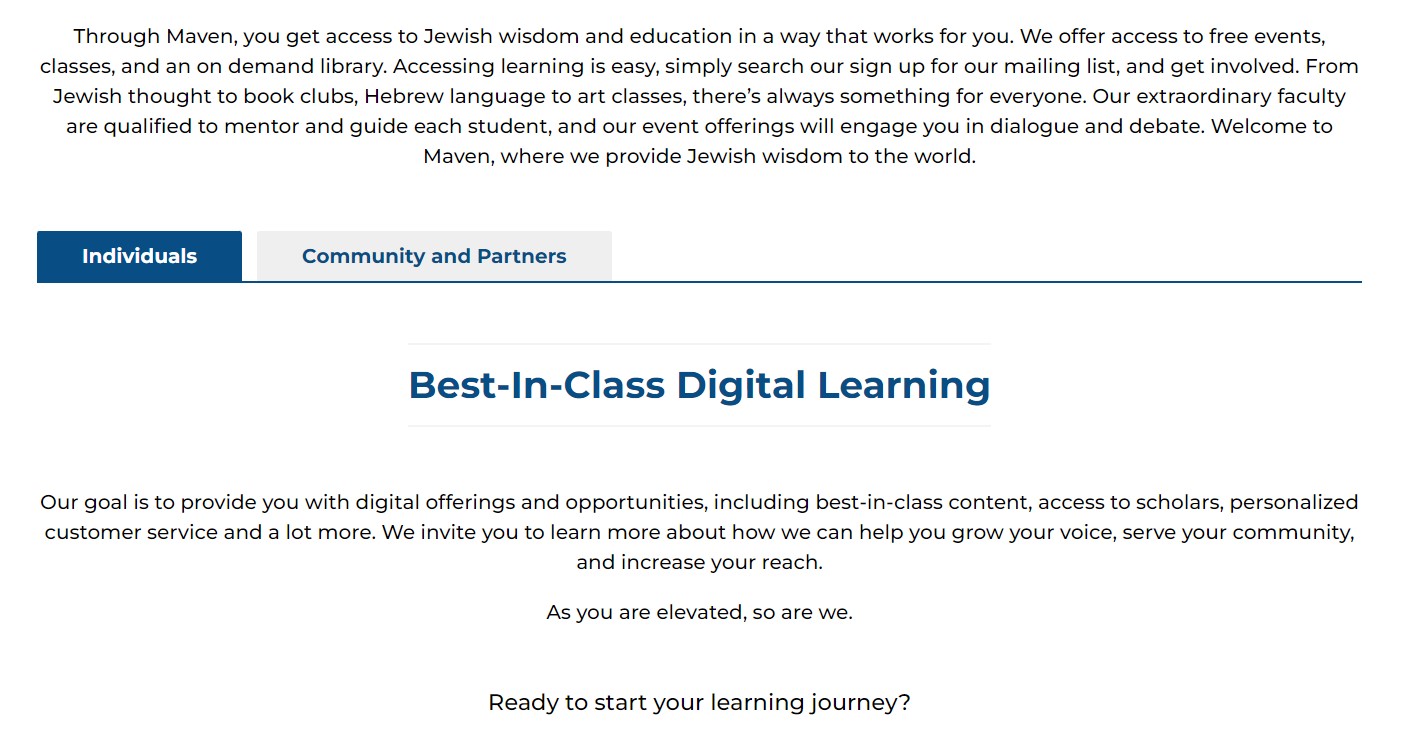 Through Maven, you get access to Jewish wisdom and education in a way that works for you. We offer access to free events,
classes, and an on demand library. Accessing learning is easy, simply search our sign up for our mailing list, and get involved. From
Jewish thought to book clubs, Hebrew language to art classes, there’s always something for everyone. Our extraordinary faculty
are qualified to mentor and guide each student, and our event offerings will engage you in dialogue and debate. Welcome to
Maven, where we provide Jewish wisdom to the world.
Individuals
Community and Partners
Best-In-Class Digital Learning
Our goal is to provide you with digital offerings and opportunities, including best-in-class content, access to scholars, personalized
customer service and a lot more. We invite you to learn more about how we can help you grow your voice, serve your community,
and increase your reach.
As you are elevated, so are we.
Ready to start your learning journey?